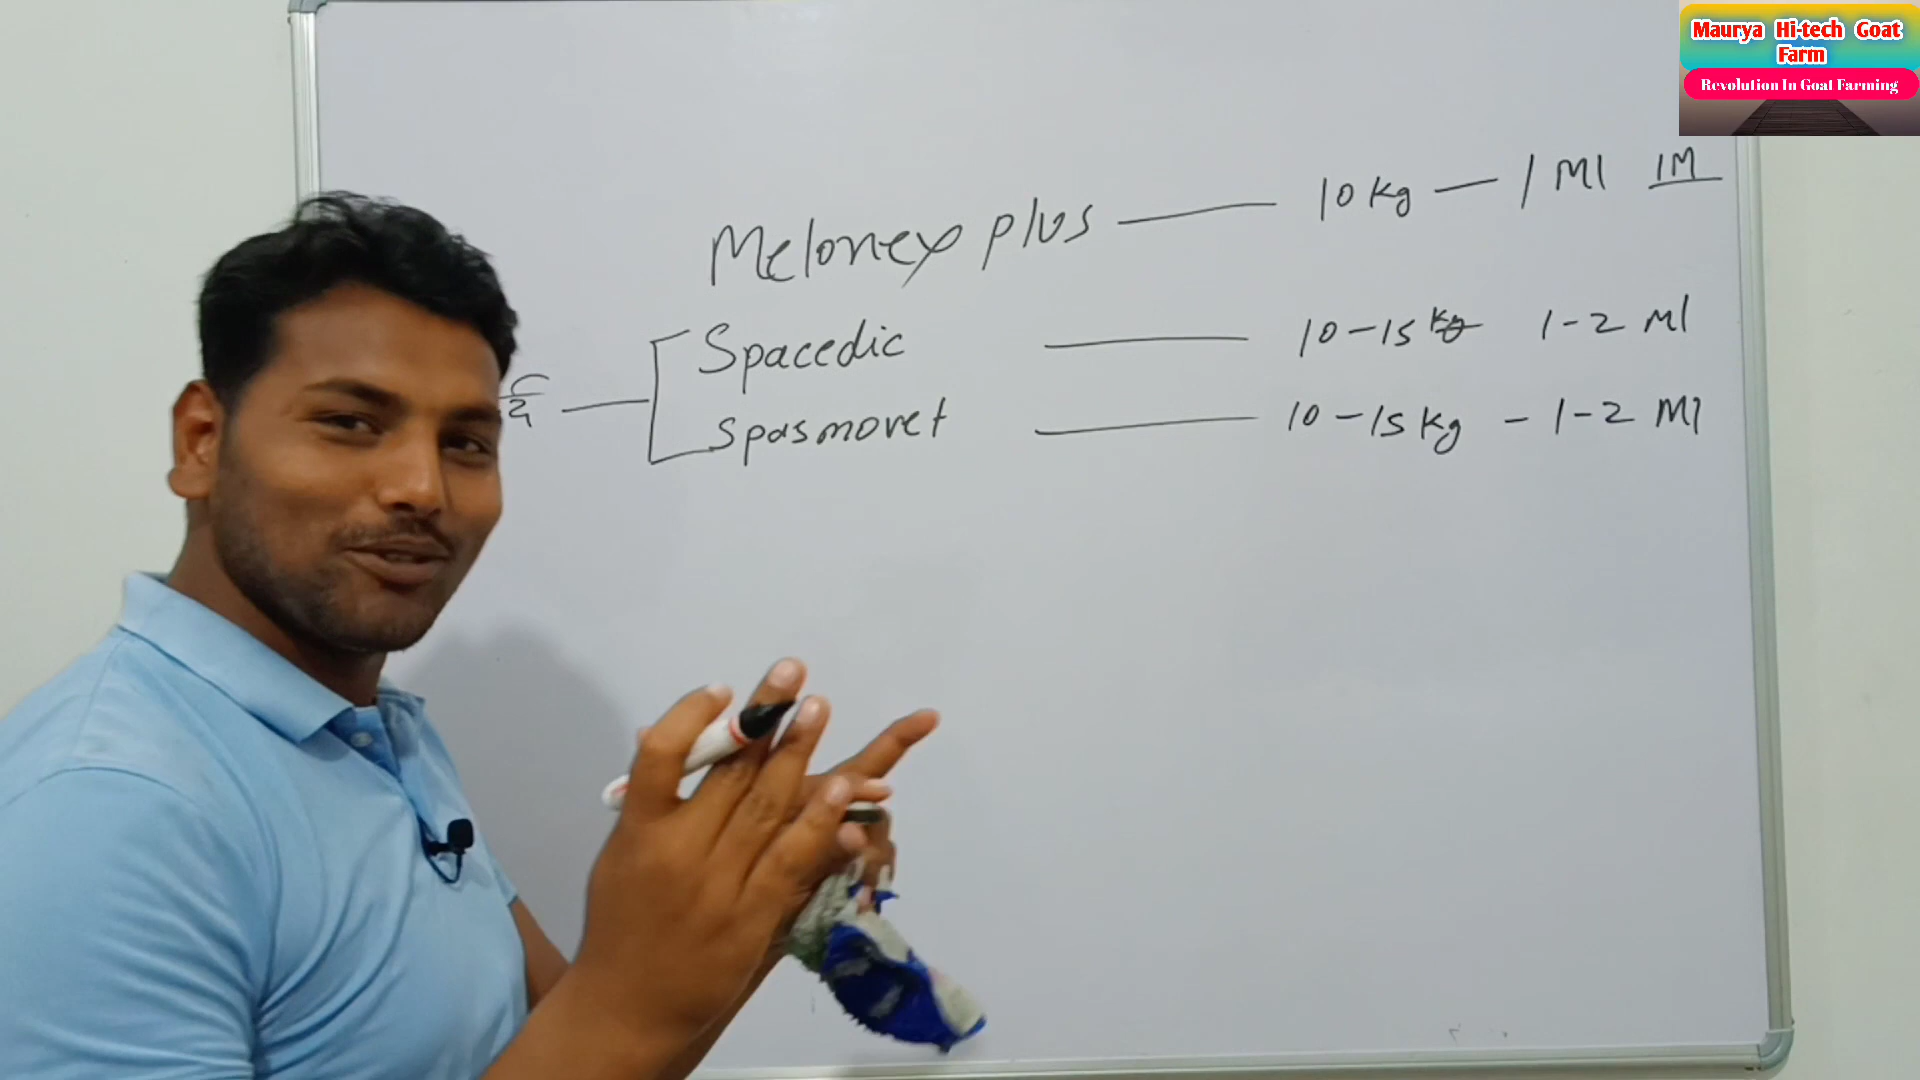 Maurya Hi-tech Goat
Farm
Revolution In Goat Farming
Melonex plus — 10 kg — 1 Ml IM
Spacedic — 10-15 kg 1-2 Ml
Spasmovet — 10-15 kg - 1-2 Ml